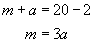 m + a = 20 − 2
m = 3a